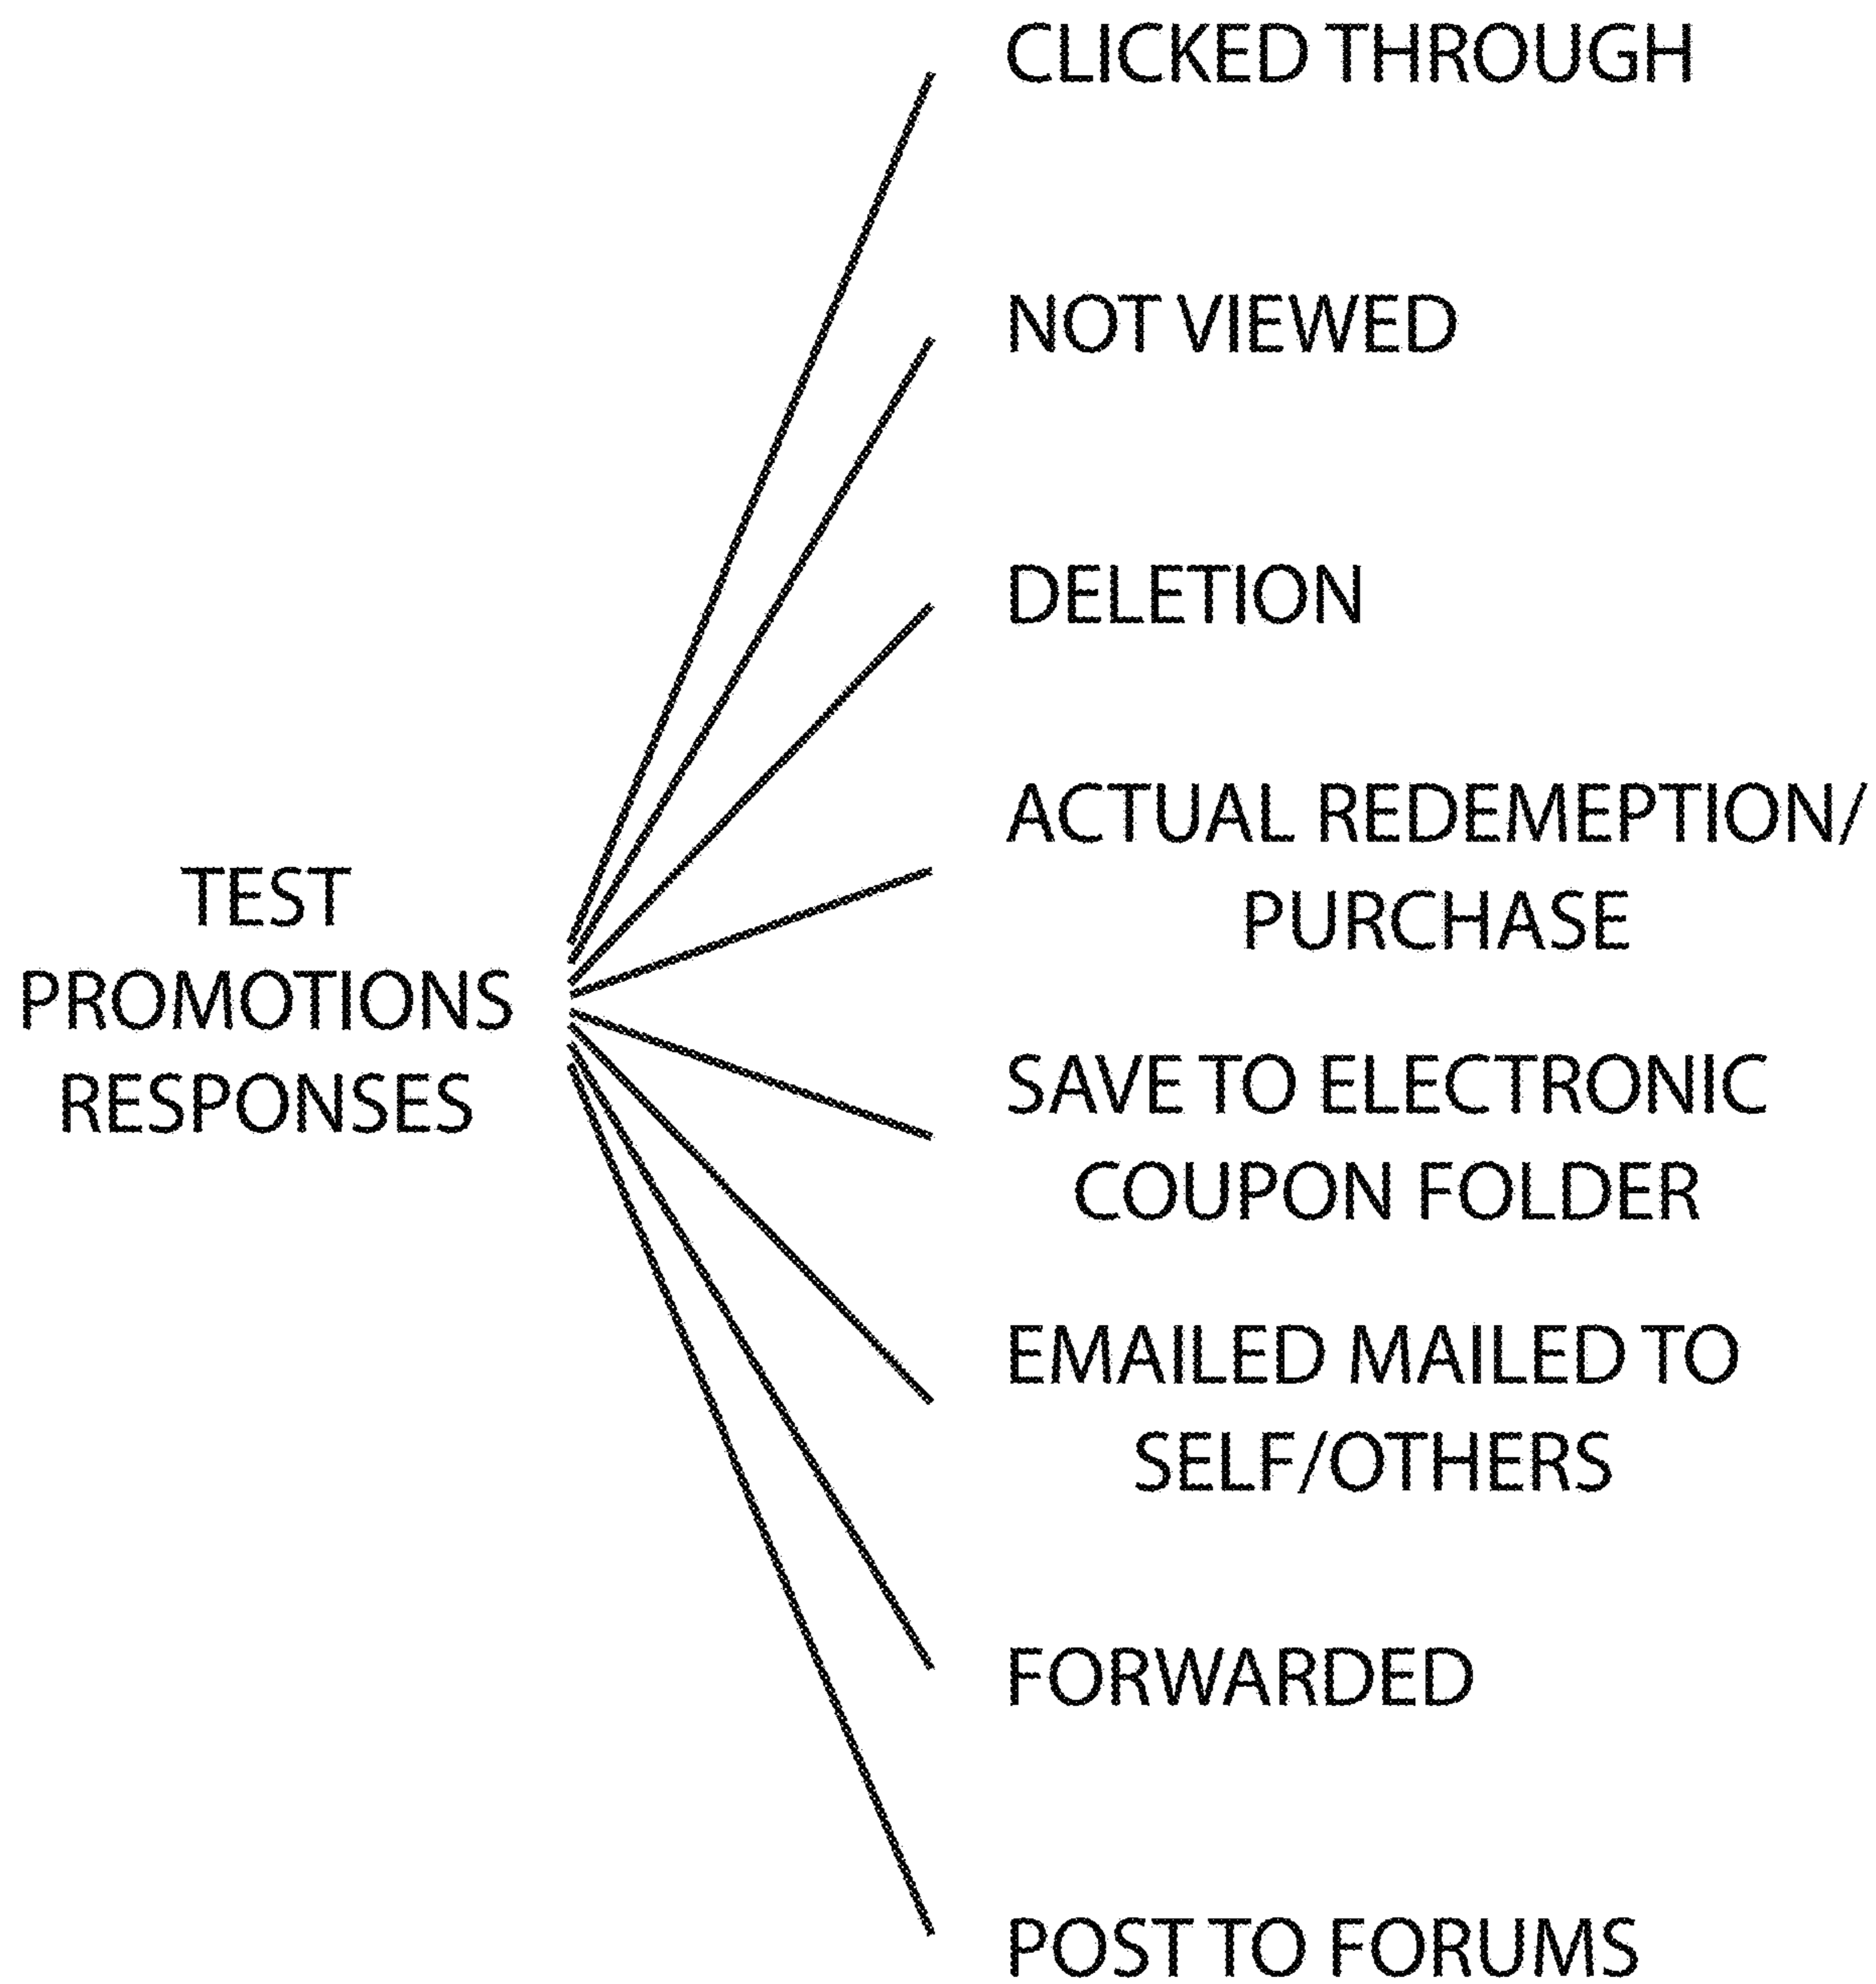 CLICKED THROUGH
NOT VIEWED
DELETION
ACTUAL REDEMEPTION/
PURCHASE
TEST
PROMOTIONS
RESPONSES
SAVE TO ELECTRONIC
COUPON FOLDER
EMAILED MAILED TO
SELF/OTHERS
FORWARDED
POST TO FORUMS